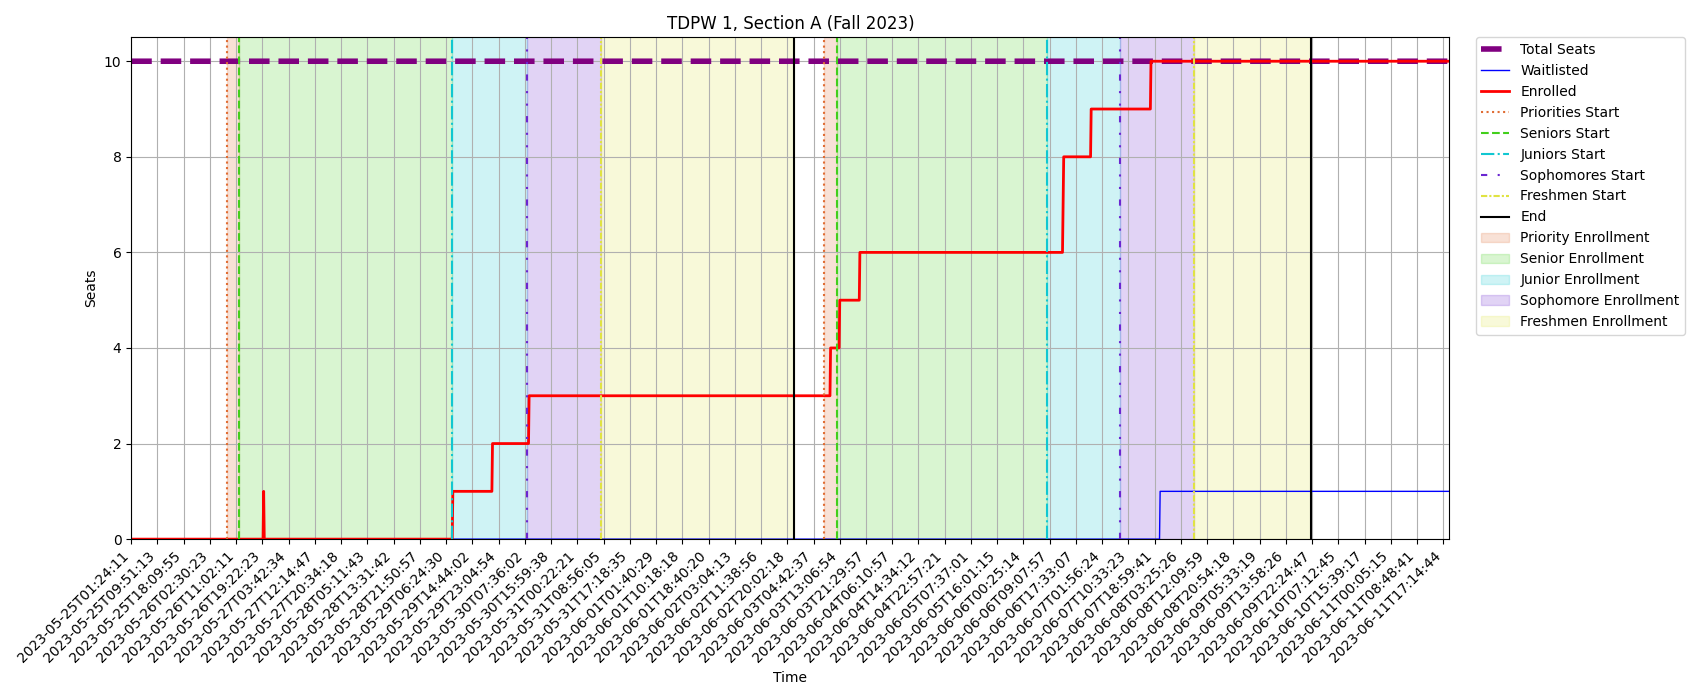 TDPW 1, Section A (Fall 2023)
10
8
6
4
2
0
Seats
2023-05-25T01:24:11
2023-05-25T09:51:13
2023-05-25T18:09:55
2023-05-26T02:30:23
2023-05-26T11:02:11
2023-05-26T19:22:23
2023-05-27T03:42:34
2023-05-27T12:14:47
2023-05-27T20:34:18
2023-05-28T05:11:43
2023-05-28T13:31:42
2023-05-28T21:50:57
2023-05-29T06:24:30
2023-05-29T14:44:02
2023-05-29T23:04:54
2023-05-30T07:36:02
2023-05-30T15:59:38
2023-05-31T00:22:21
2023-05-31T08:56:05
2023-05-31T17:18:35
2023-06-01T01:40:29
2023-06-01T10:18:18
2023-06-01T18:40:20
2023-06-02T03:04:13
2023-06-02T11:38:56
2023-06-02T20:02:18
2023-06-03T04:42:37
2023-06-03T13:06:54
2023-06-03T21:29:57
2023-06-04T06:10:57
2023-06-04T14:34:12
2023-06-04T22:57:21
2023-06-05T07:37:01
2023-06-05T16:01:15
2023-06-06T00:25:14
2023-06-06T09:07:57
2023-06-06T17:33:07
2023-06-07T01:56:24
2023-06-07T10:33:23
2023-06-07T18:59:41
2023-06-08T03:25:26
2023-06-08T12:09:59
2023-06-08T20:54:18
2023-06-09T05:33:19
2023-06-09T13:58:26
2023-06-09T22:24:47
2023-06-10T07:12:45
2023-06-10T15:39:17
2023-06-11T00:05:15
2023-06-11T08:48:41
2023-06-11T17:14:44
Time
Total Seats
Waitlisted
Enrolled
Priorities Start
Seniors Start
Juniors Start
Sophomores Start
Freshmen Start
End
Priority Enrollment
Senior Enrollment
Junior Enrollment
Sophomore Enrollment
Freshmen Enrollment